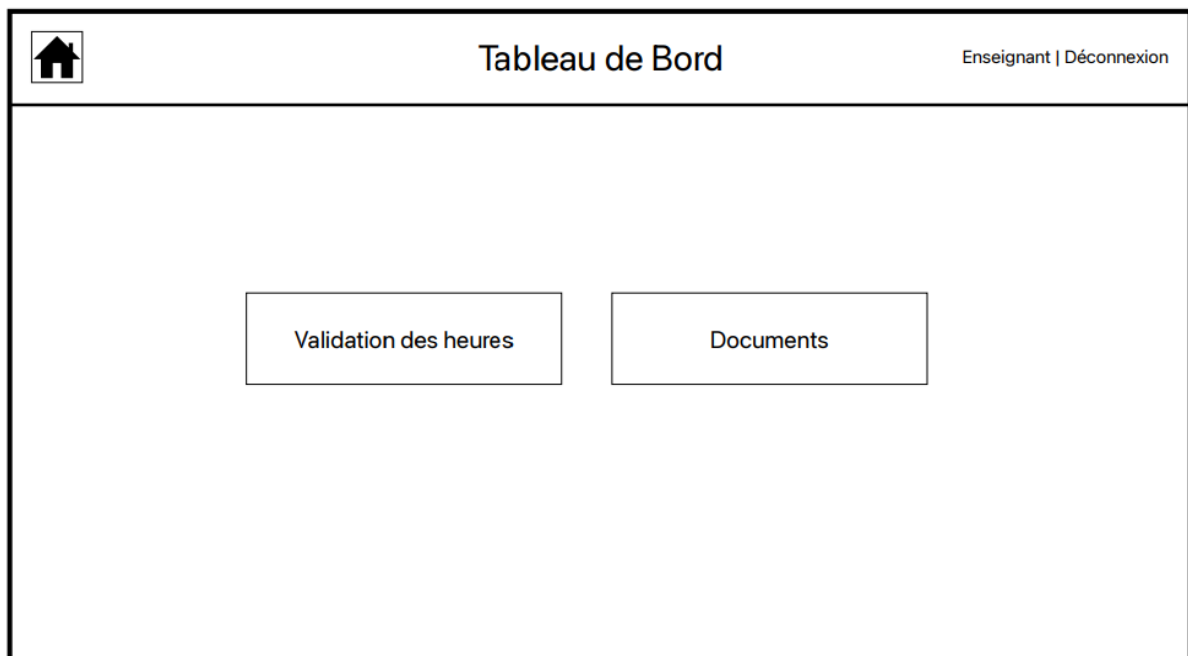 Tableau de Bord
Enseignant | Déconnexion
Validation des heures
Documents